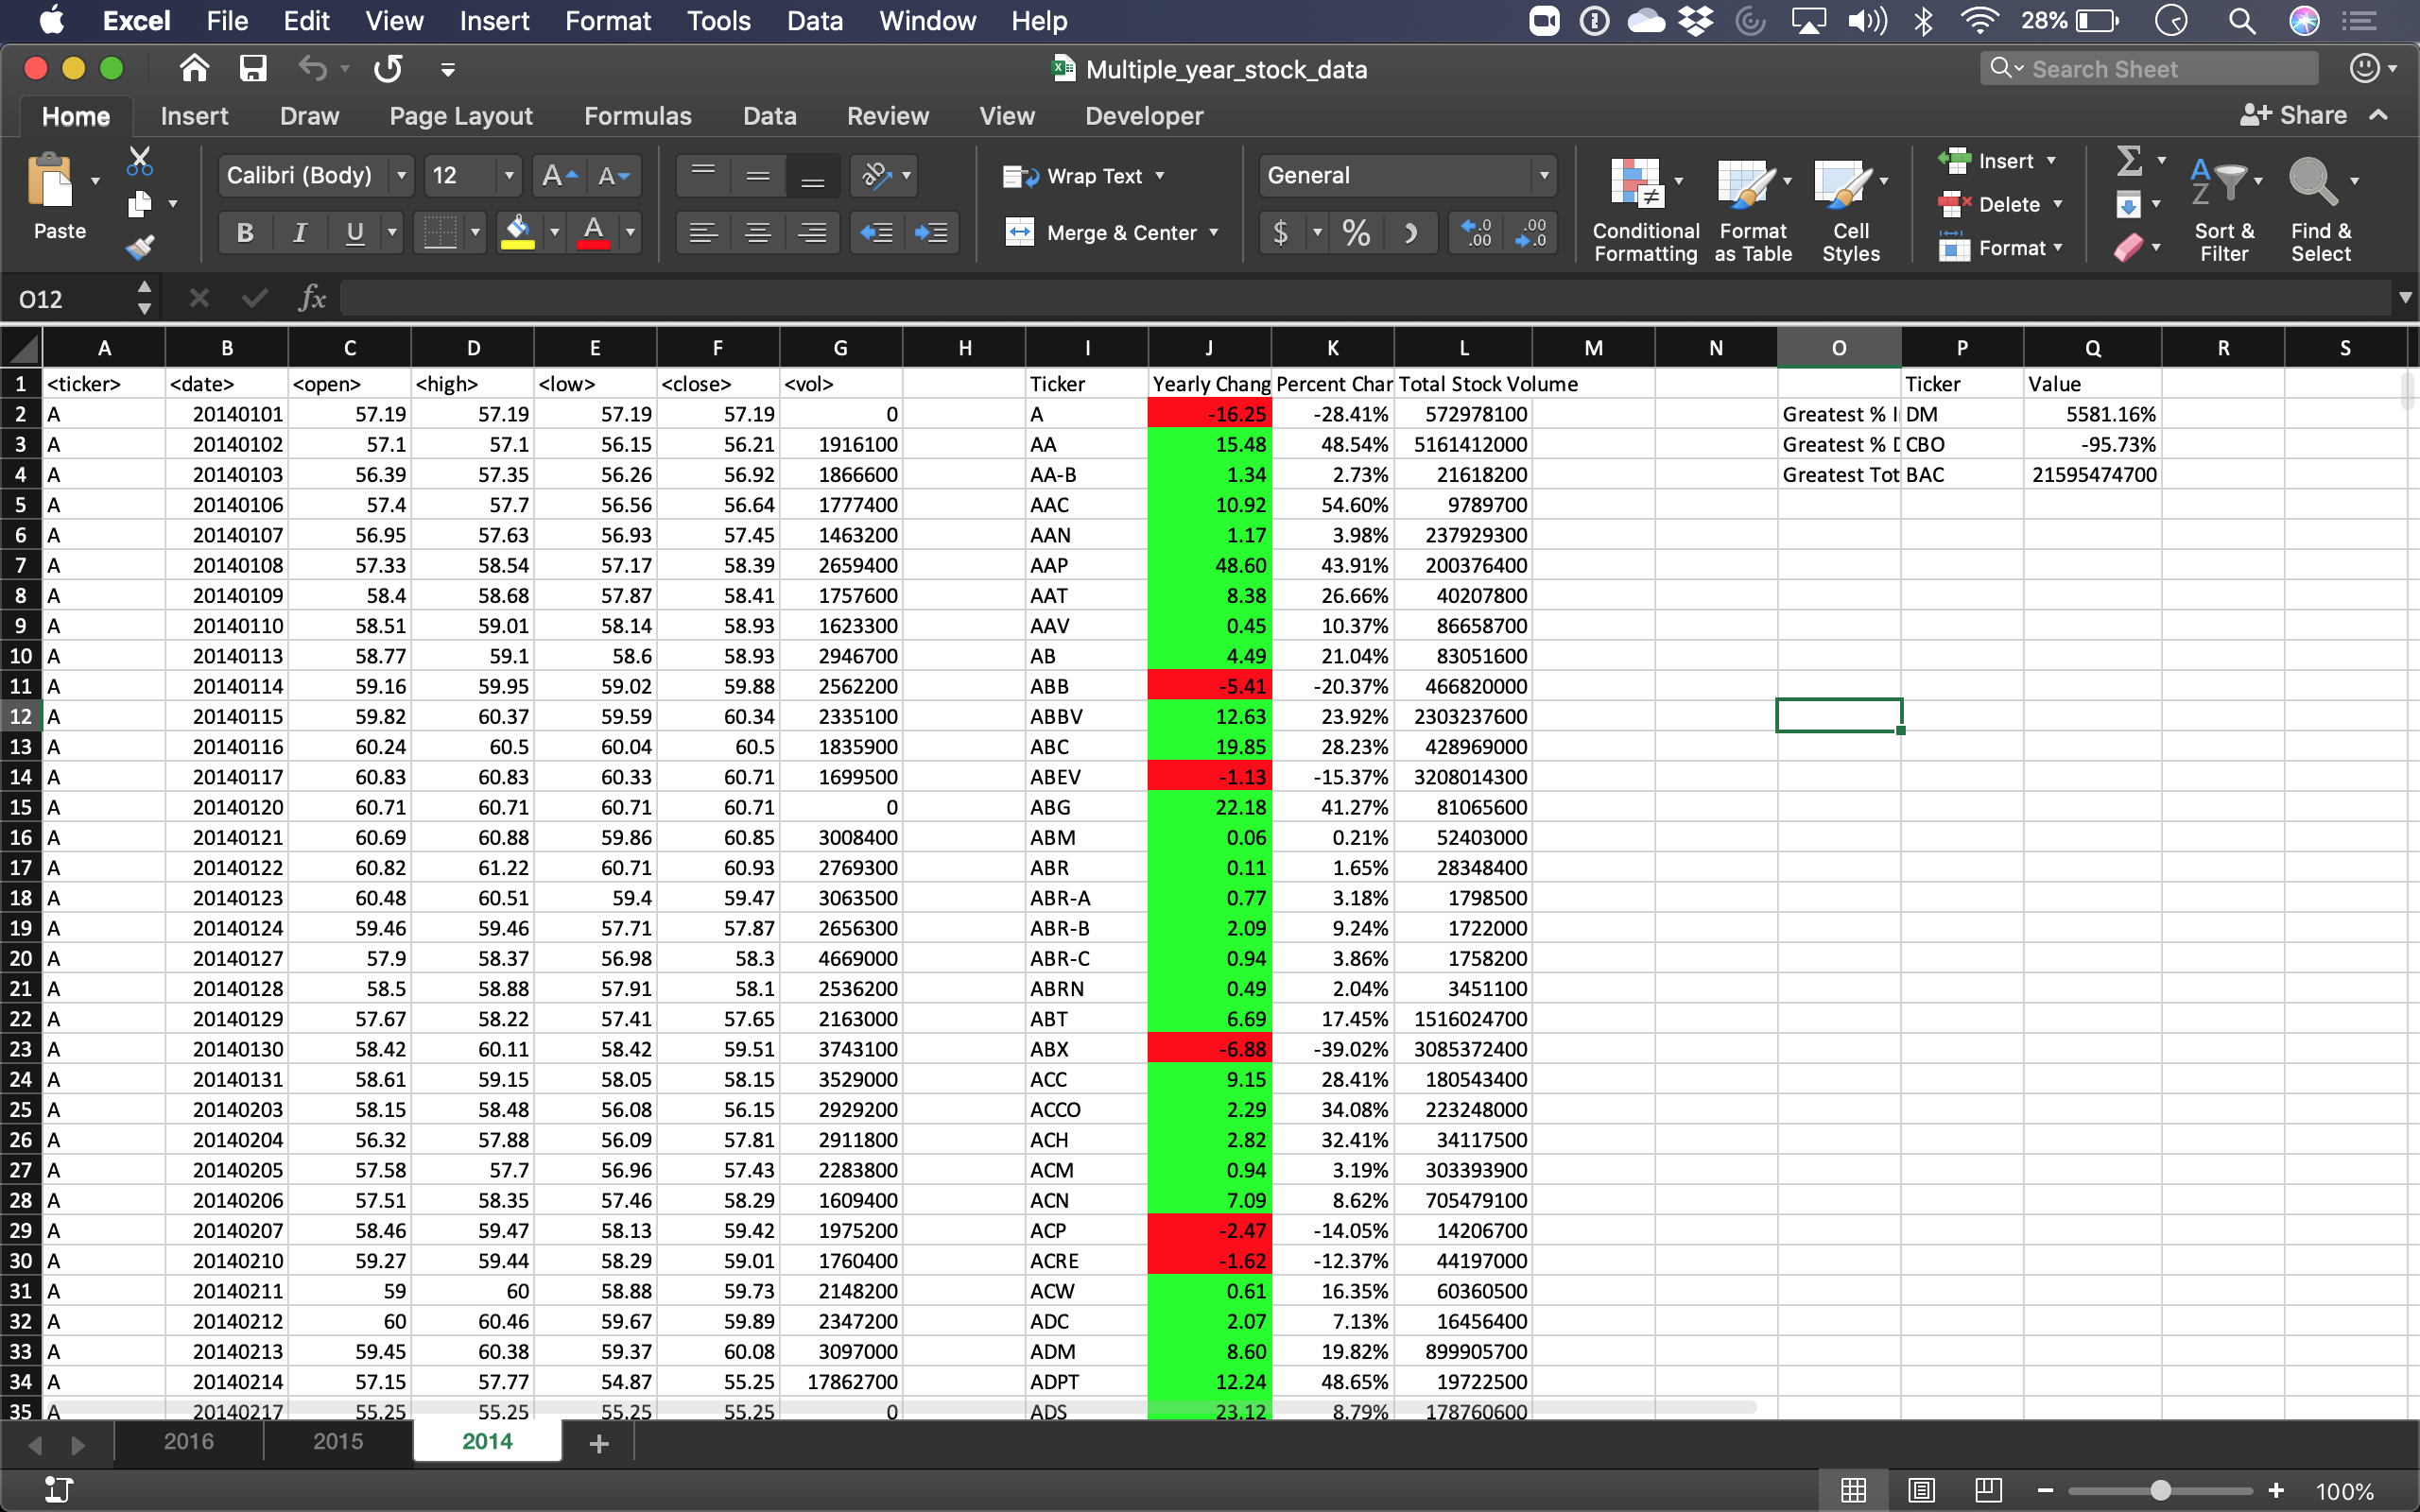 Excel File Edit View Insert Format Tools Data Window Help 28%
Multiple_year_stock_data Search Sheet
Home Insert Draw Page Layout Formulas Data Review View Developer Share
Paste Calibri (Body) 12 Wrap Text General Conditional Formatting Format as Table Cell Styles Insert Delete Format Sort & Filter Find & Select
B I U Merge & Center $ %
O12 fx
A B C D E F G H I J K L M N O P Q R S
1 <ticker> <date> <open> <high> <low> <close> <vol> Ticker Yearly Chang Percent Char Total Stock Volume Ticker Value
2 A 20140101 57.19 57.19 57.19 57.19 0 A -16.25 -28.41% 572978100 Greatest % I DM 5581.16%
3 A 20140102 57.1 57.1 56.15 56.21 1916100 AA 15.48 48.54% 5161412000 Greatest % D CBO -95.73%
4 A 20140103 56.39 57.35 56.26 56.92 1866600 AA-B 1.34 2.73% 21618200 Greatest Tot BAC 21595474700
5 A 20140106 57.4 57.7 56.56 56.64 1777400 AAC 10.92 54.60% 9789700
6 A 20140107 56.95 57.63 56.93 57.45 1463200 AAN 1.17 3.98% 237929300
7 A 20140108 57.33 58.54 57.17 58.39 2659400 AAP 48.60 43.91% 200376400
8 A 20140109 58.4 58.68 57.87 58.41 1757600 AAT 8.38 26.66% 40207800
9 A 20140110 58.51 59.01 58.14 58.93 1623300 AAV 0.45 10.37% 86658700
10 A 20140113 58.77 59.1 58.6 58.93 2946700 AB 4.49 21.04% 83051600
11 A 20140114 59.16 59.95 59.02 59.88 2562200 ABB -5.41 -20.37% 466820000
12 A 20140115 59.82 60.37 59.59 60.34 2335100 ABBV 12.63 23.92% 2303237600
13 A 20140116 60.24 60.5 60.04 60.5 1835900 ABC 19.85 28.23% 428969000
14 A 20140117 60.83 60.83 60.33 60.71 1699500 ABEV -1.13 -15.37% 3208014300
15 A 20140120 60.71 60.71 60.71 60.71 0 ABG 22.18 41.27% 81065600
16 A 20140121 60.69 60.88 59.86 60.85 3008400 ABM 0.06 0.21% 52403000
17 A 20140122 60.82 61.22 60.71 60.93 2769300 ABR 0.11 1.65% 28348400
18 A 20140123 60.48 60.51 59.4 59.47 3063500 ABR-A 0.77 3.18% 1798500
19 A 20140124 59.46 59.46 57.71 57.87 2656300 ABR-B 2.09 9.24% 1722000
20 A 20140127 57.9 58.37 56.98 58.3 4669000 ABR-C 0.94 3.86% 1758200
21 A 20140128 58.5 58.88 57.91 58.1 2536200 ABRN 0.49 2.04% 3451100
22 A 20140129 57.67 58.22 57.41 57.65 2163000 ABT 6.69 17.45% 1516024700
23 A 20140130 58.42 60.11 58.42 59.51 3743100 ABX -6.88 -39.02% 3085372400
24 A 20140131 58.61 59.15 58.05 58.15 3529000 ACC 9.15 28.41% 180543400
25 A 20140203 58.15 58.48 56.08 56.15 2929200 ACCO 2.29 34.08% 223248000
26 A 20140204 56.32 57.88 56.09 57.81 2911800 ACH 2.82 32.41% 34117500
27 A 20140205 57.58 57.7 56.96 57.43 2283800 ACM 0.94 3.19% 303393900
28 A 20140206 57.51 58.35 57.46 58.29 1609400 ACN 7.09 8.62% 705479100
29 A 20140207 58.46 59.47 58.13 59.42 1975200 ACP -2.47 -14.05% 14206700
30 A 20140210 59.27 59.44 58.29 59.01 1760400 ACRE -1.62 -12.37% 44197000
31 A 20140211 59 60 58.88 59.73 2148200 ACW 0.61 16.35% 60360500
32 A 20140212 60 60.46 59.67 59.89 2347200 ADC 2.07 7.13% 16456400
33 A 20140213 59.45 60.38 59.37 60.08 3097000 ADM 8.60 19.82% 899905700
34 A 20140214 57.15 57.77 54.87 55.25 17862700 ADPT 12.24 48.65% 19722500
35 A 20140217 55.25 55.25 55.25 55.25 0 ADS 23.12 8.79% 178760600
2016 2015 2014 +
100%